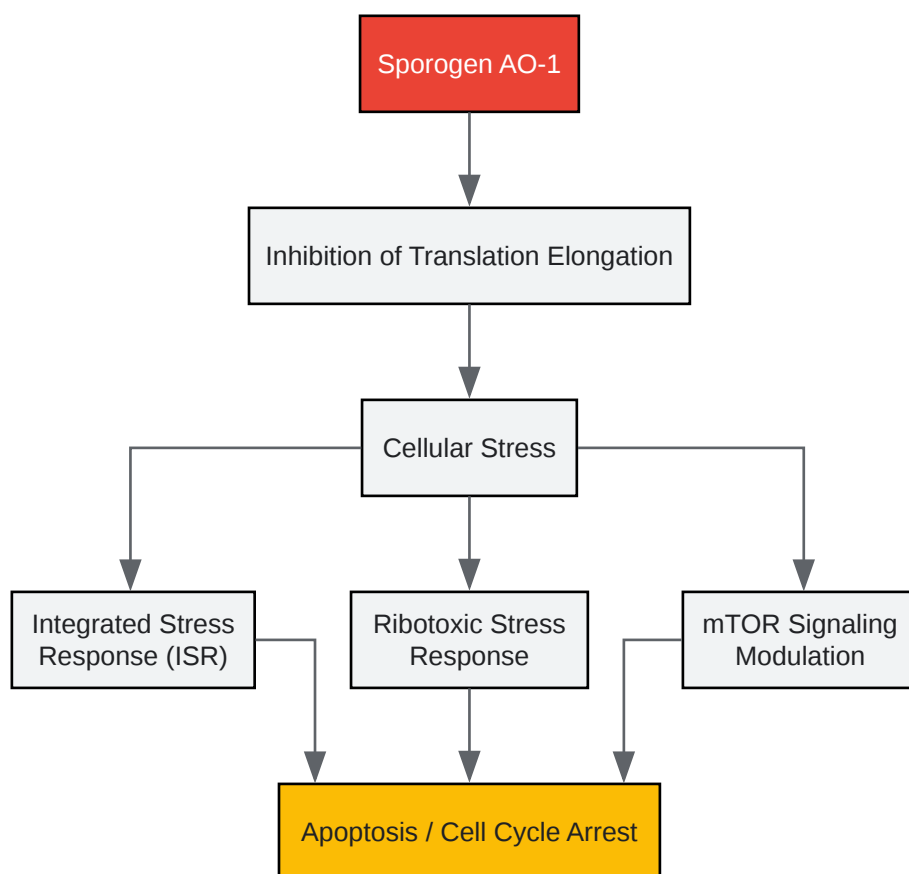 Sporogen AO-1
Inhibition of Translation Elongation
Cellular Stress
Integrated Stress
Response (ISR)
Ribotoxic Stress
Response
mTOR Signaling
Modulation
Apoptosis / Cell Cycle Arrest